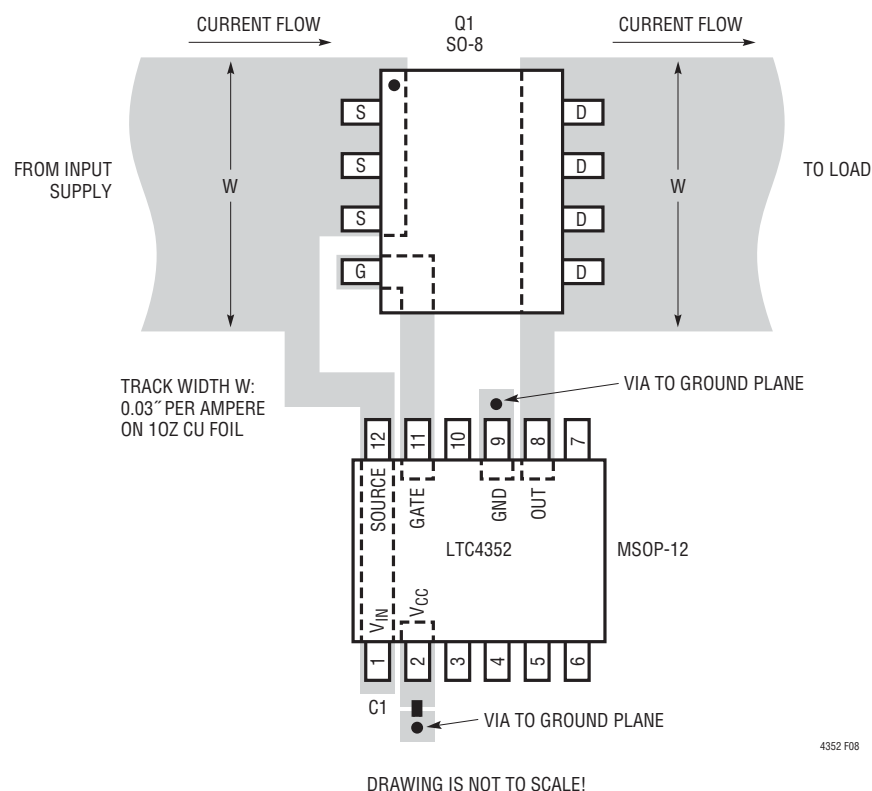 CURRENT FLOW
Q1
SO-8
CURRENT FLOW
S
D
FROM INPUT
SUPPLY
W
S
D
W
TO LOAD
S
D
G
D
TRACK WIDTH W:
0.03˝ PER AMPERE
ON 1OZ CU FOIL
VIA TO GROUND PLANE
12
11
10
9
8
7
SOURCE
GATE
GND
OUT
LTC4352
MSOP-12
VIN
VCC
1
2
3
4
5
6
C1
VIA TO GROUND PLANE
4352 F08
DRAWING IS NOT TO SCALE!